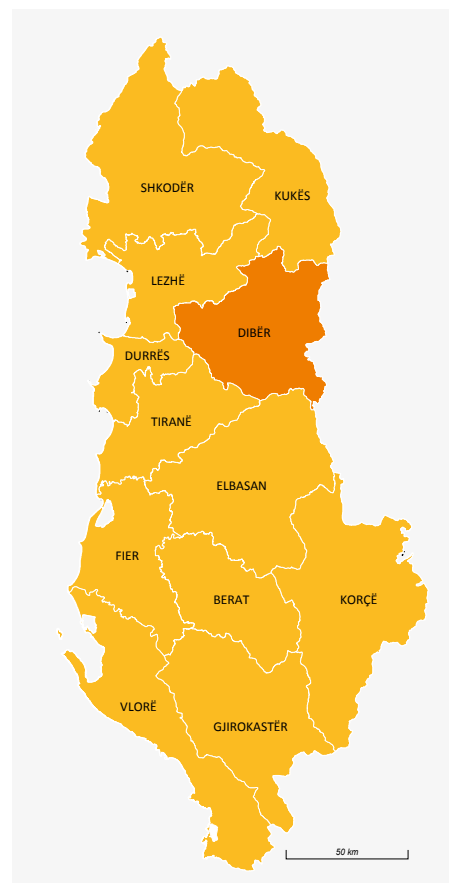 SHKODËR
KUKËS
LEZHË
DIBËR
DURRËS
TIRANË
ELBASAN
FIER
BERAT
KORÇË
VLORË
GJIROKASTËR
50 km